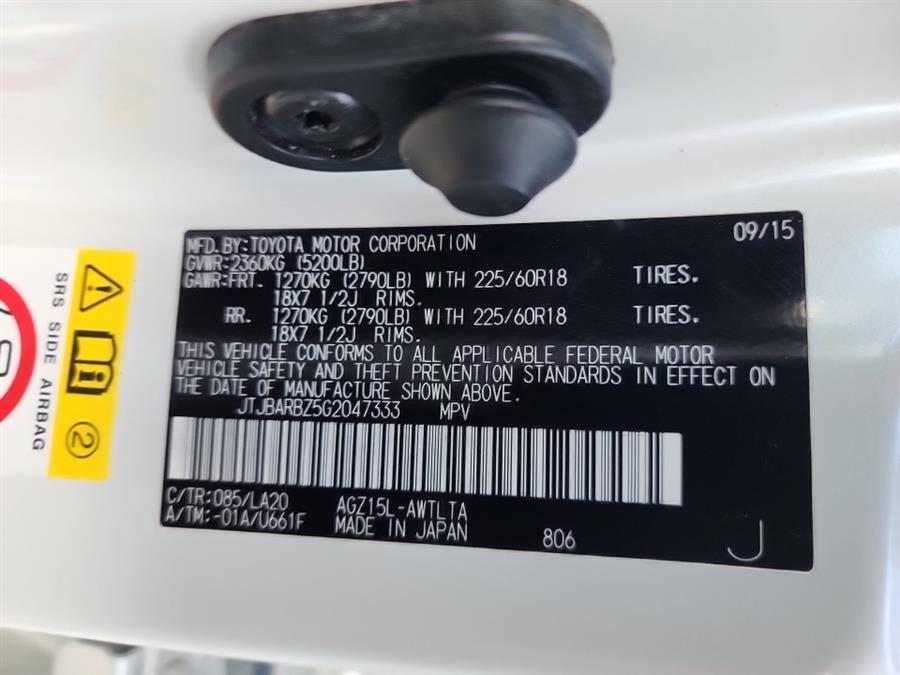 MFD. BY: TOYOTA MOTOR CORPORATION 09/15
GVWR: 2360KG (5200LB)
GAWR: FRT. 1270KG (2790LB) WITH 225/60R18 TIRES.
18X7 1/2J RIMS.
RR. 1270KG (2790LB) WITH 225/60R18 TIRES.
18X7 1/2J RIMS.
THIS VEHICLE CONFORMS TO ALL APPLICABLE FEDERAL MOTOR
VEHICLE SAFETY AND THEFT PREVENTION STANDARDS IN EFFECT ON
THE DATE OF MANUFACTURE SHOWN ABOVE.
JTJBARBZ5G2047333 MPV
C/TR: 085/LA20 AGZ15L-AWTLTA
A/TM: -01A/U661F MADE IN JAPAN 806
J
SRS SIDE AIRBAG
2